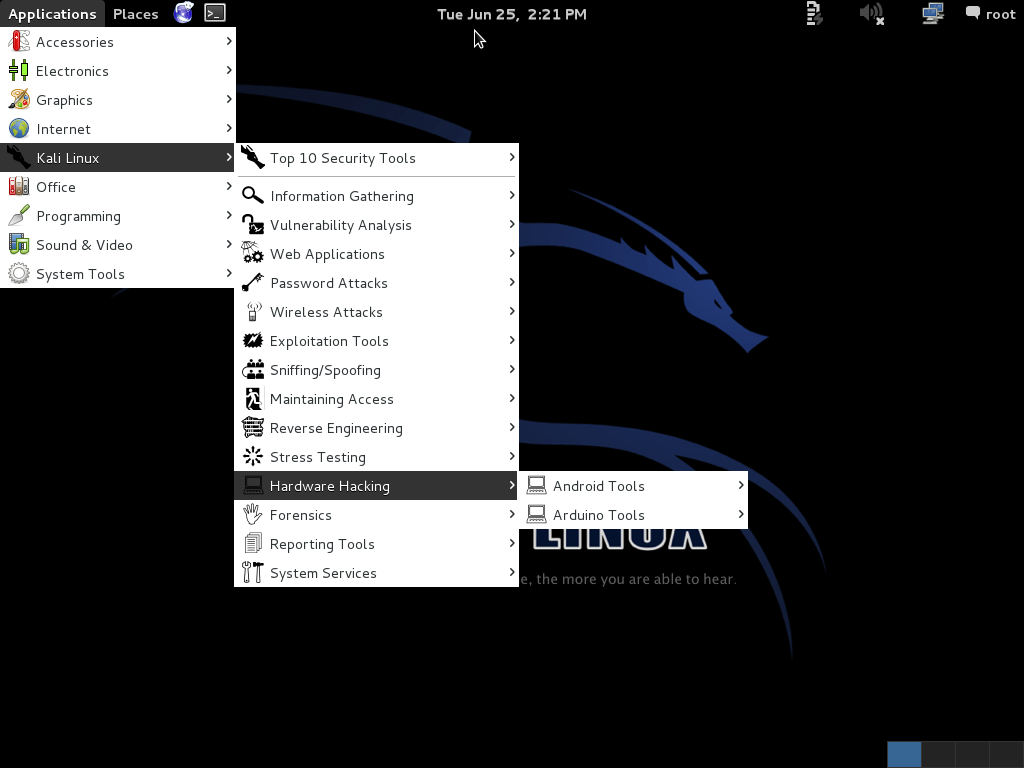 Applications Places Tue Jun 25, 2:21 PM root
Accessories
Electronics
Graphics
Internet
Kali Linux
Office
Programming
Sound & Video
System Tools
Top 10 Security Tools
Information Gathering
Vulnerability Analysis
Web Applications
Password Attacks
Wireless Attacks
Exploitation Tools
Sniffing/Spoofing
Maintaining Access
Reverse Engineering
Stress Testing
Hardware Hacking
Forensics
Reporting Tools
System Services
Android Tools
Arduino Tools
LINUX
, the more you are able to hear.